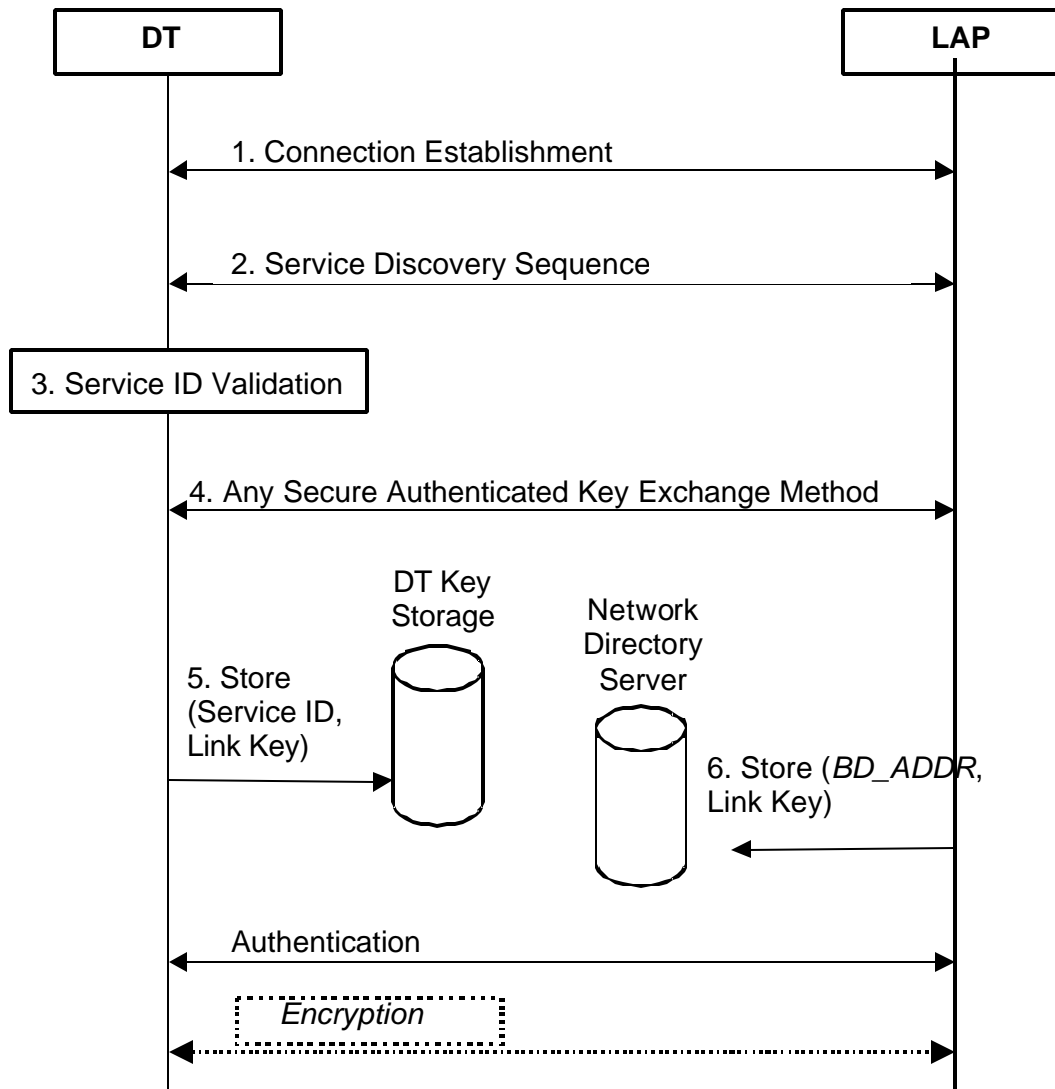 DT
LAP
1. Connection Establishment
2. Service Discovery Sequence
3. Service ID Validation
4. Any Secure Authenticated Key Exchange Method
DT Key
Storage
Network
Directory
Server
5. Store
(Service ID,
Link Key)
6. Store (BD_ADDR,
Link Key)
Authentication
Encryption